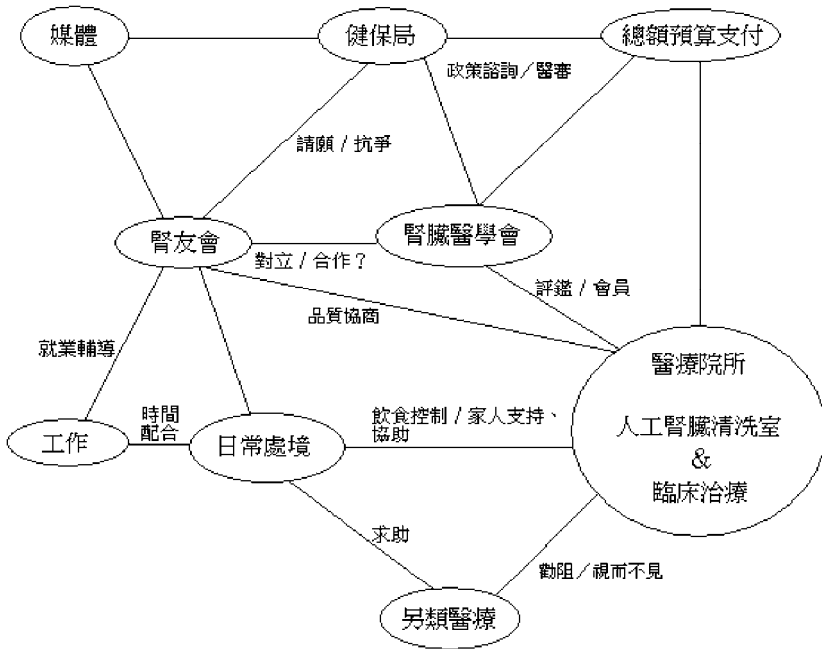 媒體
健保局
總額預算支付
政策諮詢／醫審
請願 / 抗爭
腎友會
腎臟醫學會
對立 / 合作？
評鑑 / 會員
品質協商
就業輔導
醫療院所
人工腎臟清洗室
&
臨床治療
時間
配合
工作
日常處境
飲食控制 / 家人支持、
協助
求助
勸阻／視而不見
另類醫療